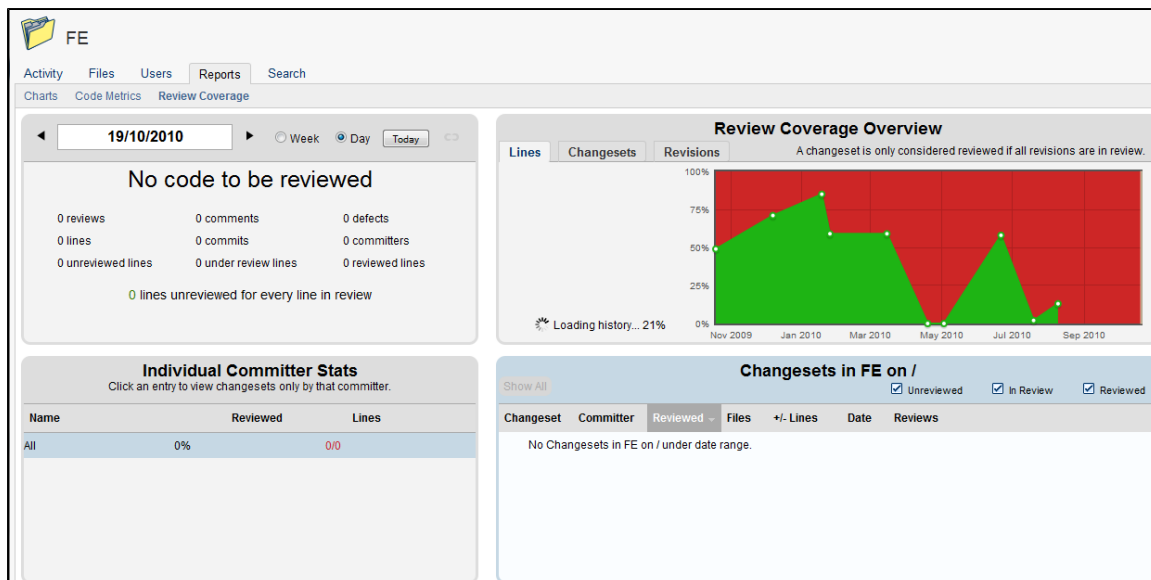 FE
Activity Files Users Reports Search
Charts Code Metrics Review Coverage
19/10/2010 Week Day Today
No code to be reviewed
0 reviews 0 comments 0 defects
0 lines 0 commits 0 committers
0 unreviewed lines 0 under review lines 0 reviewed lines
0 lines unreviewed for every line in review
Review Coverage Overview
Lines Changesets Revisions A changeset is only considered reviewed if all revisions are in review.
100%
75%
50%
25%
0%
Loading history... 21%
Nov 2009 Jan 2010 Mar 2010 May 2010 Jul 2010 Sep 2010
Individual Committer Stats
Click an entry to view changesets only by that committer.
Name Reviewed Lines
All 0% 0/0
Changesets in FE on /
Show All Unreviewed In Review Reviewed
Changeset Committer Reviewed Files +/- Lines Date Reviews
No Changesets in FE on / under date range.